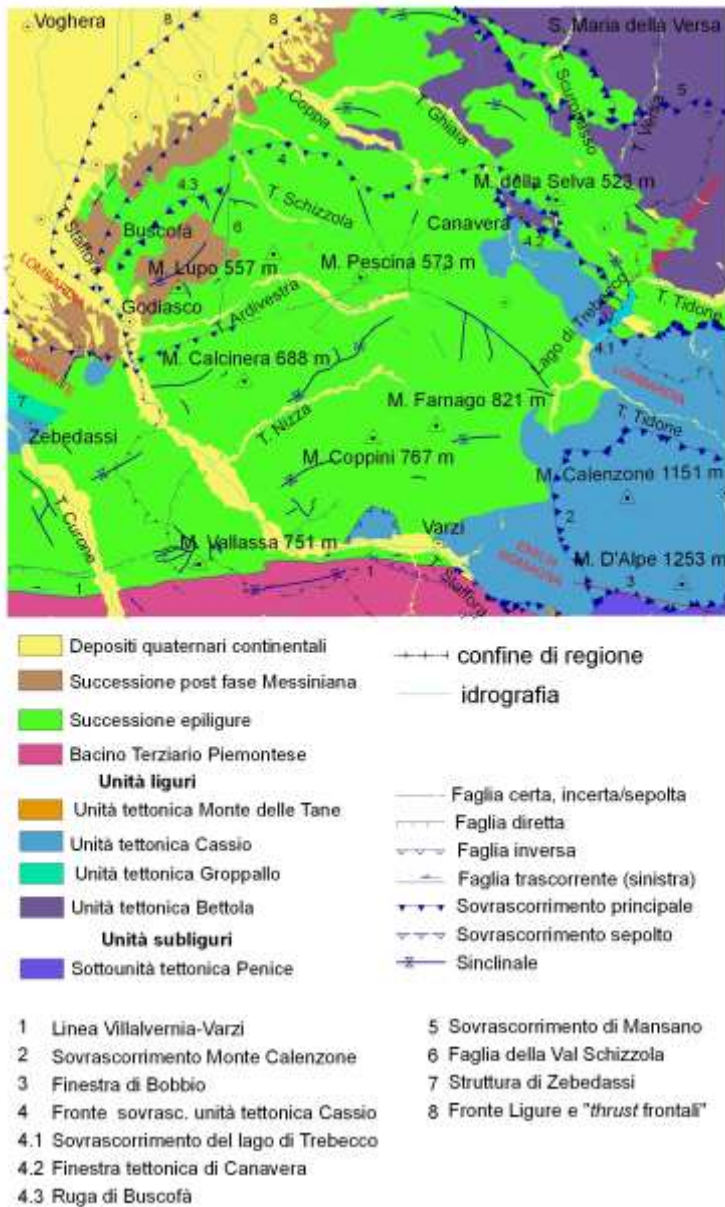 Voghera
8
8
S. Maria della Versa
T. Coppa
T. Ghiara
T. Scuropasso
T. Versa
5
4
4.3
T. Schizzola
M. della Selva 523 m
Buscofà
6
Canavera
4.2
T. Staffora
LOMBARDIA
M. Lupo 557 m
M. Pescina 573 m
Godiasco
T. Ardivestra
Lago di Trebecco
T. Tidone
4.1
PIEMONTE
M. Calcinera 688 m
LOMBARDIA
7
M. Farnago 821 m
T. Tidone
Zebedassi
T. Nizza
M. Coppini 767 m
M. Calenzone 1151 m
T. Curone
2
M. Vallassa 751 m
Varzi
EMILIA ROMAGNA
M. D'Alpe 1253 m
1
1
T. Staffora
3
Depositi quaternari continentali
Successione post fase Messiniana
Successione epiligure
Bacino Terziario Piemontese
Unità liguri
Unità tettonica Monte delle Tane
Unità tettonica Cassio
Unità tettonica Groppallo
Unità tettonica Bettola
Unità subliguri
Sottounità tettonica Penice
confine di regione
idrografia
Faglia certa, incerta/sepolta
Faglia diretta
Faglia inversa
Faglia trascorrente (sinistra)
Sovrascorrimento principale
Sovrascorrimento sepolto
Sinclinale
1 Linea Villalvernia-Varzi
2 Sovrascorrimento Monte Calenzone
3 Finestra di Bobbio
4 Fronte sovrasc. unità tettonica Cassio
4.1 Sovrascorrimento del lago di Trebecco
4.2 Finestra tettonica di Canavera
4.3 Ruga di Buscofà
5 Sovrascorrimento di Mansano
6 Faglia della Val Schizzola
7 Struttura di Zebedassi
8 Fronte Ligure e "thrust frontali"